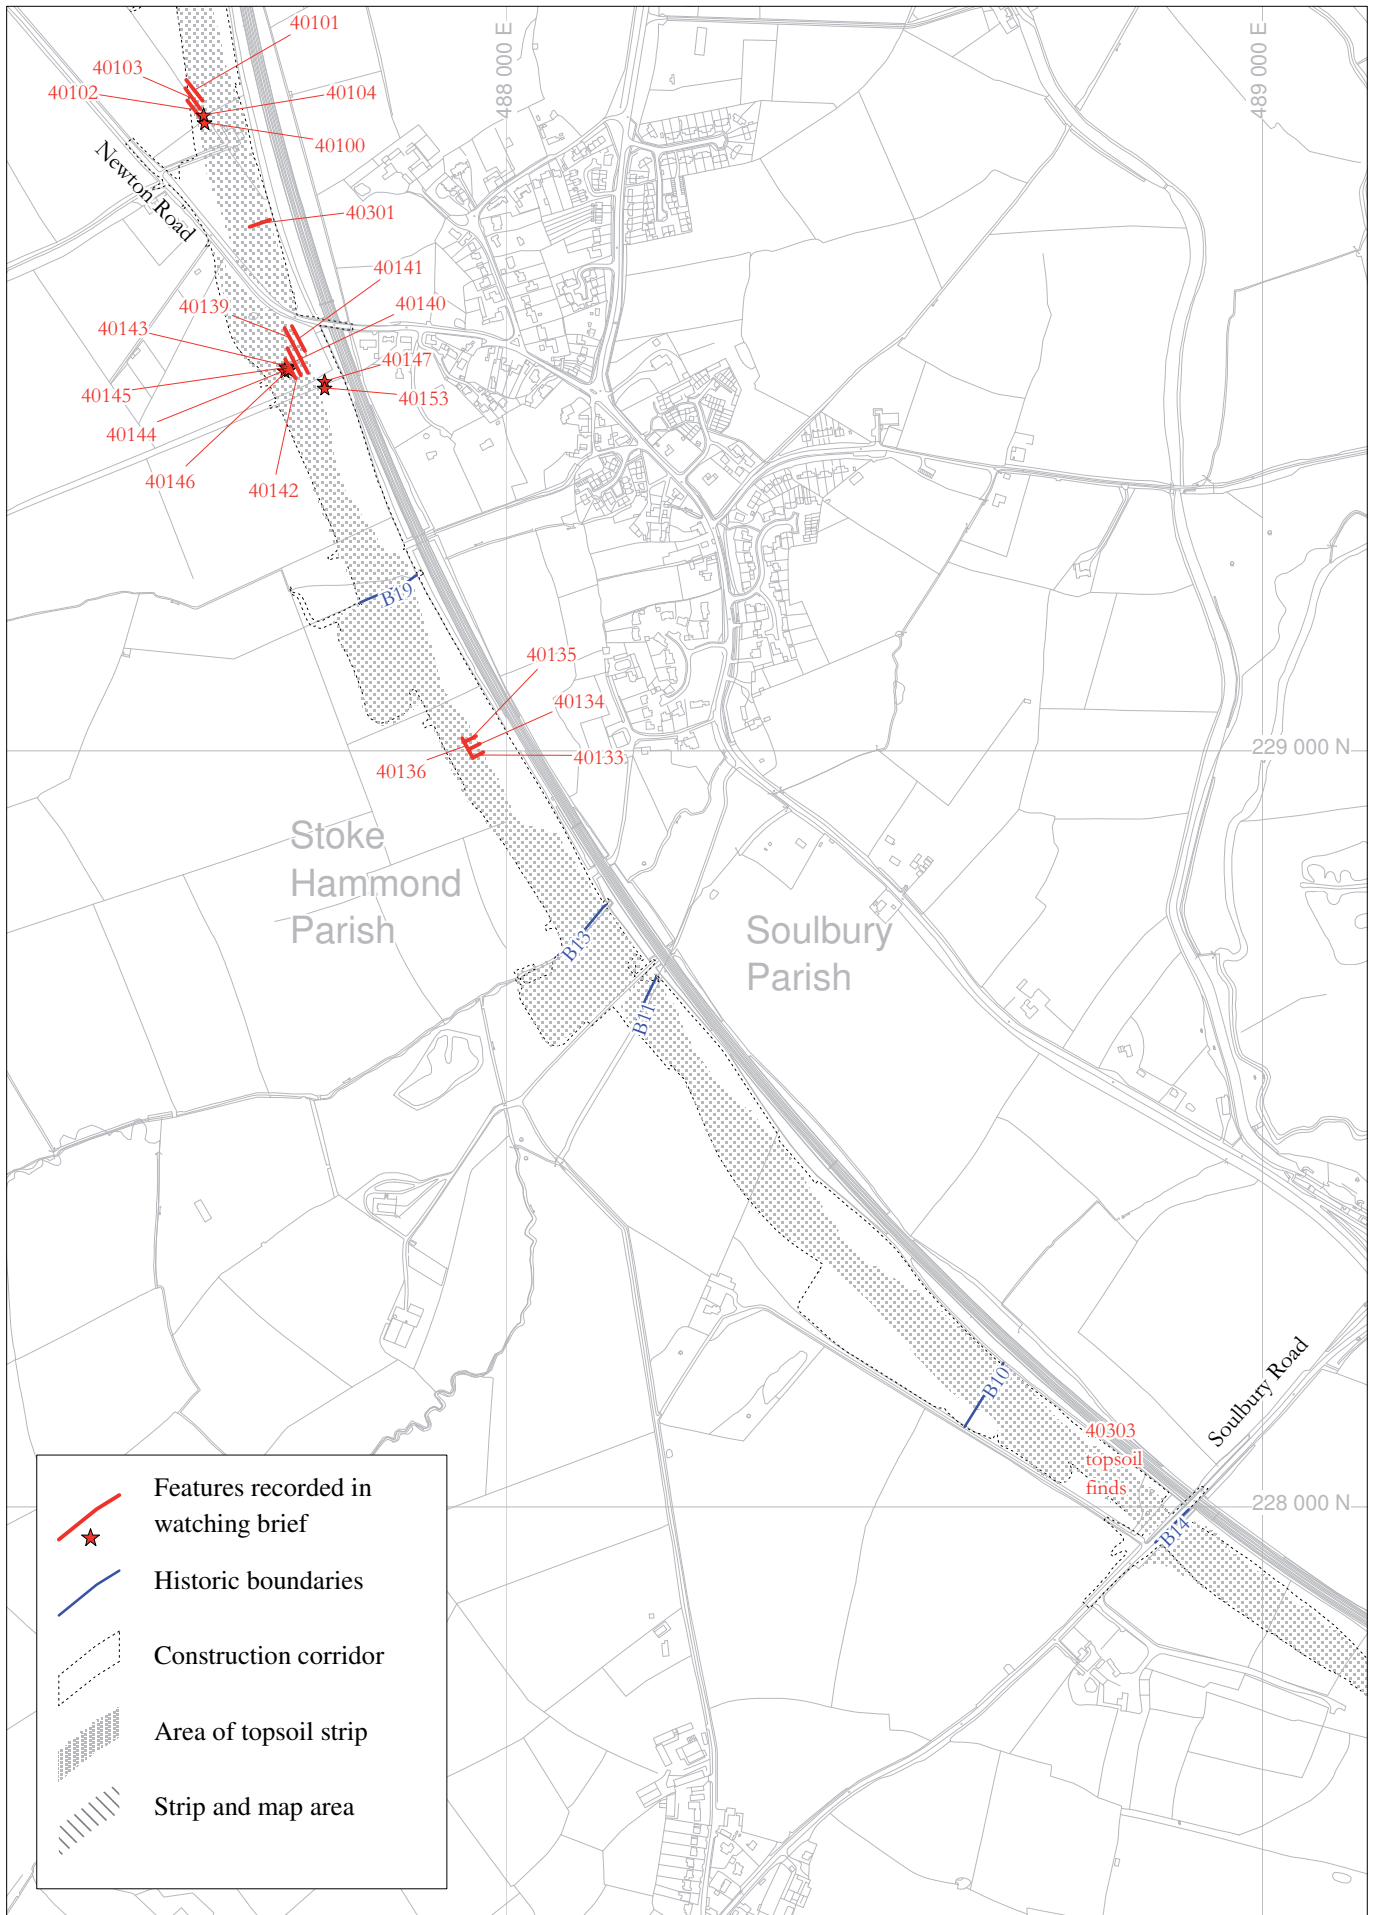 40101
488 000 E
489 000 E
40103
40102
40104
40100
Newton Road
40301
40141
40139
40140
40143
40147
40145
40153
40144
40146
40142
B19
40135
40134
229 000 N
40133
40136
Stoke
Hammond
Parish
Soulbury
Parish
B13
B11
B10
Soulbury Road
40303
topsoil
finds
228 000 N
B14
Features recorded in
watching brief
Historic boundaries
Construction corridor
Area of topsoil strip
Strip and map area